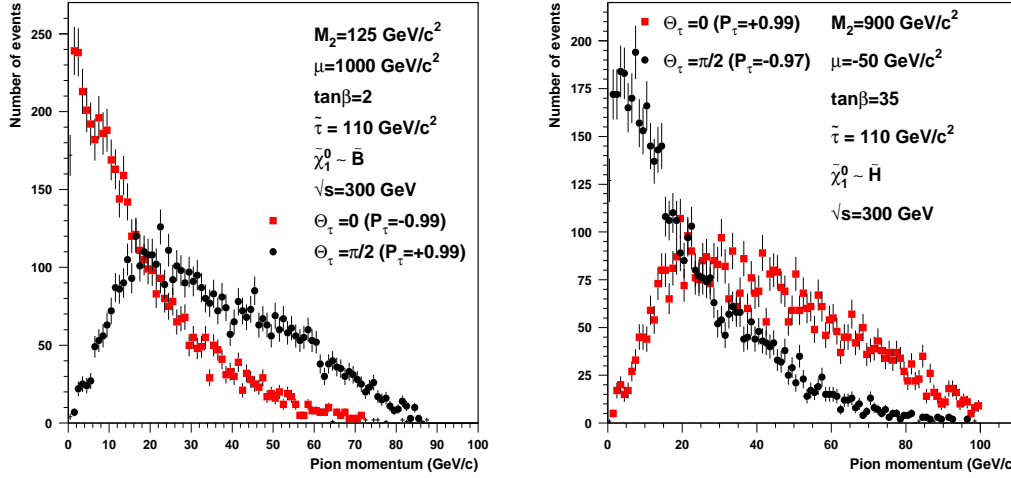 Number of events
250
200
150
100
50
0
0 10 20 30 40 50 60 70 80 90 100
Pion momentum (GeV/c)
M₂=125 GeV/c²
μ=1000 GeV/c²
tanβ=2
τ̃ = 110 GeV/c²
χ̃₁⁰ ~ B̃
√s=300 GeV
Θτ=0 (Pτ=-0.99)
Θτ=π/2 (Pτ=+0.99)
Number of events
200
175
150
125
100
75
50
25
0
0 20 40 60 80 100
Pion momentum (GeV/c)
Θτ=0 (Pτ=+0.99)
Θτ=π/2 (Pτ=-0.97)
M₂=900 GeV/c²
μ=-50 GeV/c²
tanβ=35
τ̃ = 110 GeV/c²
χ̃₁⁰ ~ H̃
√s=300 GeV